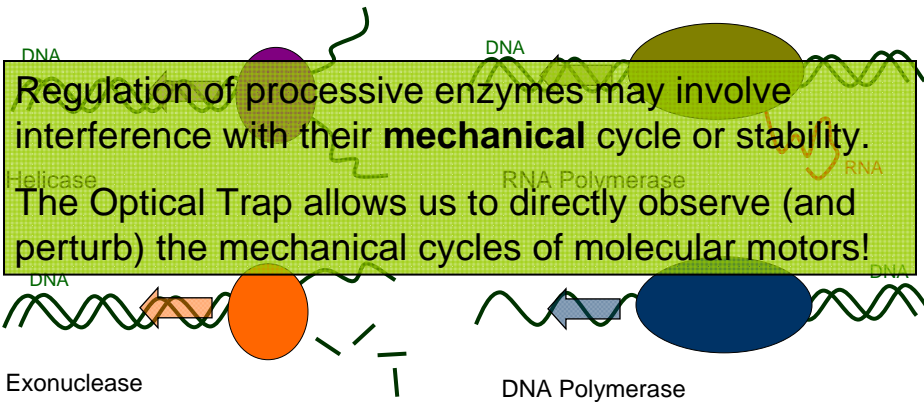 DNA
DNA
Regulation of processive enzymes may involve
interference with their mechanical cycle or stability.
Helicase
RNA Polymerase
RNA
The Optical Trap allows us to directly observe (and
perturb) the mechanical cycles of molecular motors!
DNA
DNA
Exonuclease
DNA Polymerase